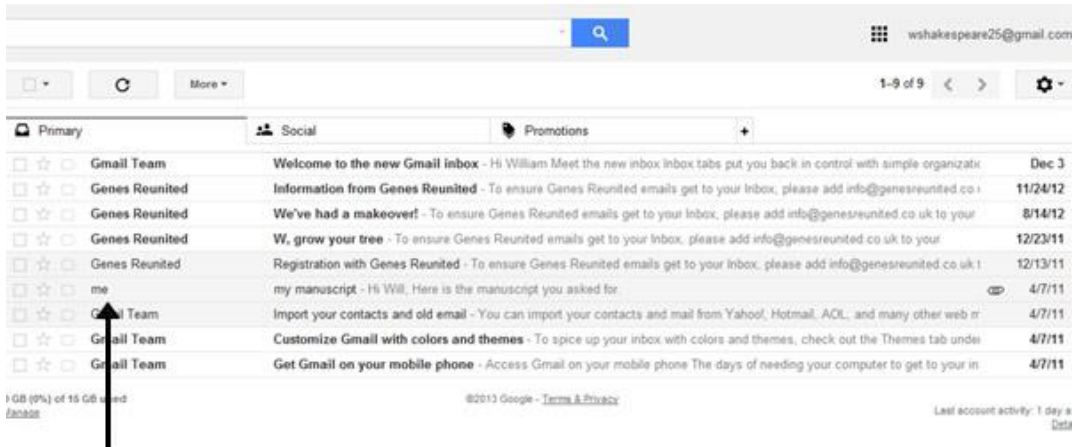 wshakespeare25@gmail.com
More
1–9 of 9
Primary Social Promotions +
Gmail Team Welcome to the new Gmail inbox - Hi William Meet the new inbox Inbox tabs put you back in control with simple Dec 3
Genes Reunited Information from Genes Reunited - To ensure Genes Reunited emails get to your Inbox, please add 11/24/12
Genes Reunited We've had a makeover! - To ensure Genes Reunited emails get to your Inbox, please add info@genesreunited.co.uk to your 8/14/12
Genes Reunited W, grow your tree - To ensure Genes Reunited emails get to your Inbox, please add info@genesreunited.co.uk to your 12/23/11
Genes Reunited Registration with Genes Reunited - To ensure Genes Reunited emails get to your Inbox, please add info@genesreunited.co.uk t 12/13/11
me my manuscript - Hi Will, Here is the manuscript you asked for. 4/7/11
Team Import your contacts and old email - You can import your contacts and mail from Yahoo!, Hotmail, AOL, and many other web m 4/7/11
Team Customize Gmail with colors and themes - To spice up your inbox with colors and themes, check out the Themes tab under 4/7/11
Team Get Gmail on your mobile phone - Access Gmail on your mobile phone The days of needing your computer to get to your in 4/7/11
GB (0%) of 15 GB ©2013 Google - Terms & Privacy
Manage Last account activity: 1 day a
Deta